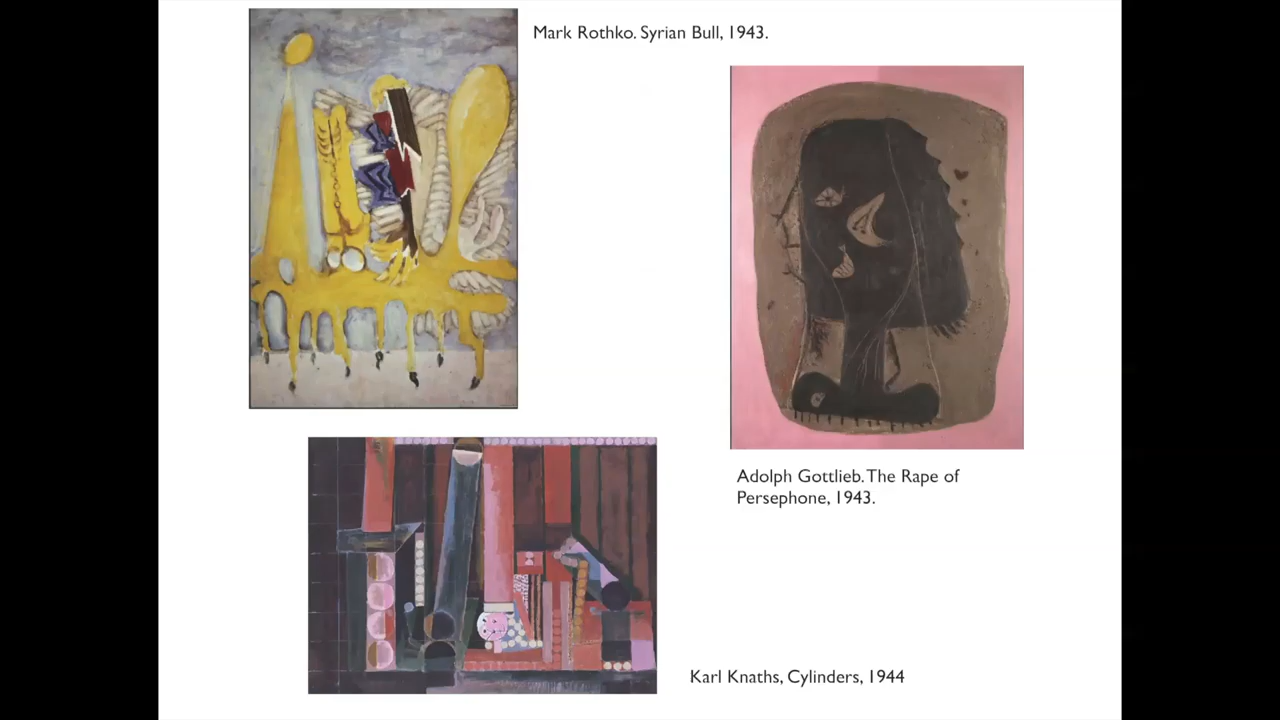 Mark Rothko. Syrian Bull, 1943.
Adolph Gottlieb. The Rape of
Persephone, 1943.
Karl Knaths, Cylinders, 1944